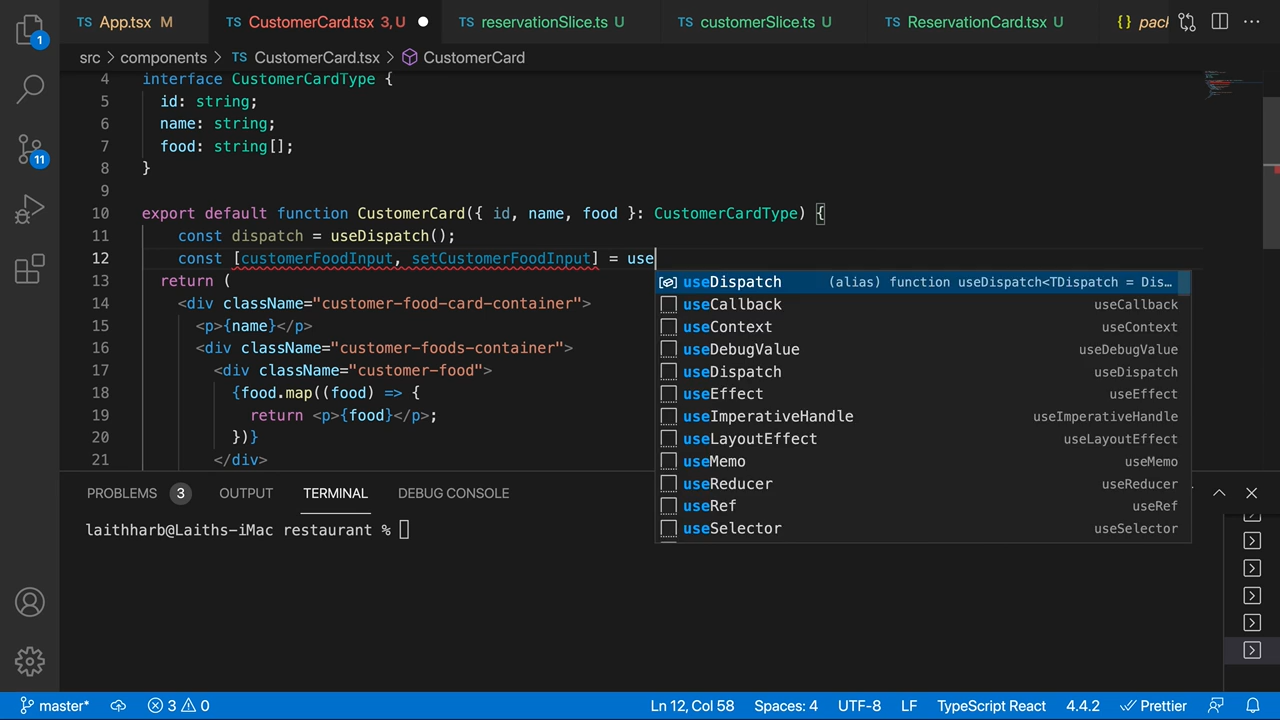 1
11
TS App.tsx M
TS CustomerCard.tsx 3, U
TS reservationSlice.ts U
TS customerSlice.ts U
TS ReservationCard.tsx U
{} pack
src > components > TS CustomerCard.tsx > CustomerCard
4 interface CustomerCardType {
5 id: string;
6 name: string;
7 food: string[];
8 }
9
10 export default function CustomerCard({ id, name, food }: CustomerCardType) {
11 const dispatch = useDispatch();
12 const [customerFoodInput, setCustomerFoodInput] = use
13 return (
14 <div className="customer-food-card-container">
15 <p>{name}</p>
16 <div className="customer-foods-container">
17 <div className="customer-food">
18 {food.map((food) => {
19 return <p>{food}</p>;
20 })}
21 </div>
useDispatch (alias) function useDispatch<TDispatch = Dis…
useCallback useCallback
useContext useContext
useDebugValue useDebugValue
useDispatch useDispatch
useEffect useEffect
useImperativeHandle useImperativeHandle
useLayoutEffect useLayoutEffect
useMemo useMemo
useReducer useReducer
useRef useRef
useSelector useSelector
PROBLEMS 3 OUTPUT TERMINAL DEBUG CONSOLE
laithharb@Laiths-iMac restaurant %
master* 3 0 Ln 12, Col 58 Spaces: 4 UTF-8 LF TypeScript React 4.4.2 Prettier